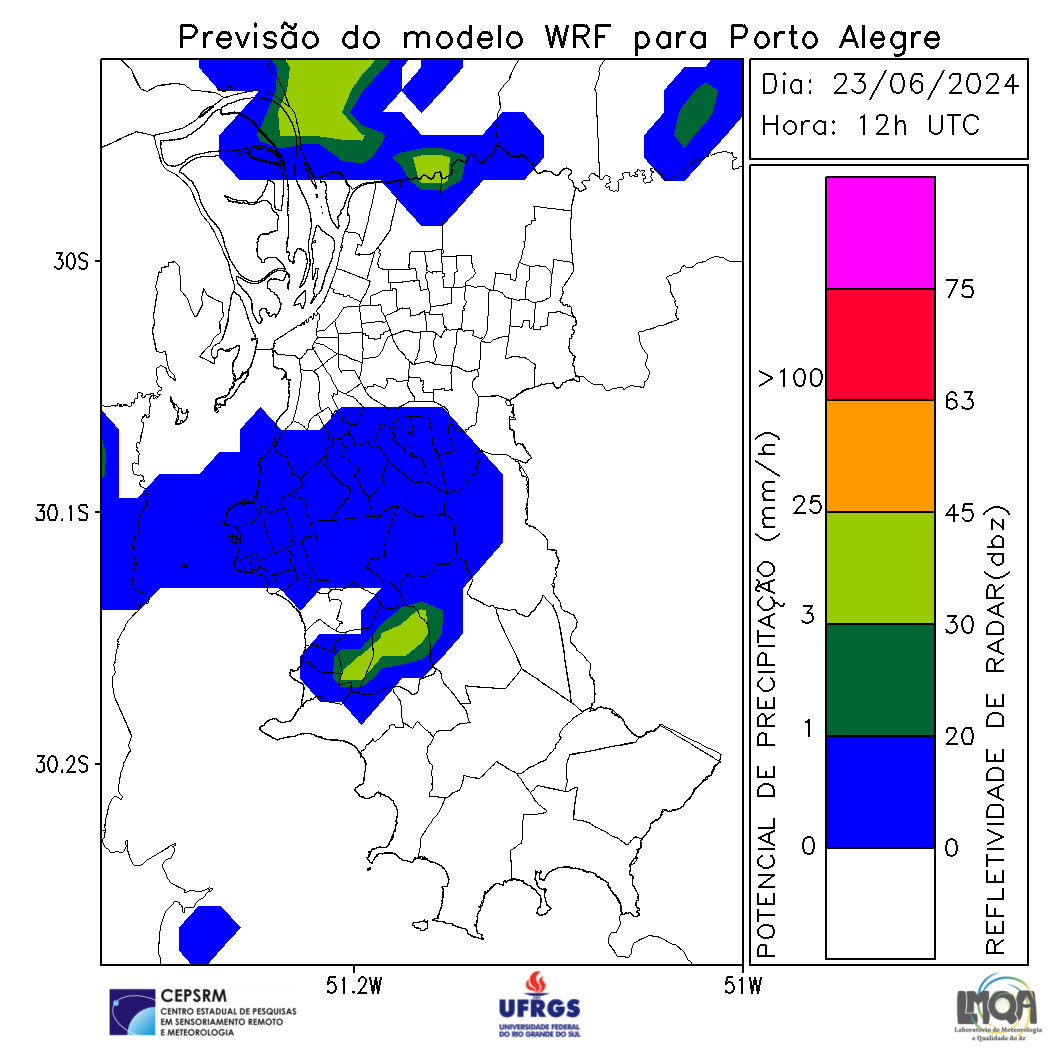 Previsão do modelo WRF para Porto Alegre
Dia: 23/06/2024
Hora: 12h UTC
30S
30.1S
30.2S
51.2W
51W
POTENCIAL DE PRECIPITAÇÃO (mm/h)
>100
25
3
1
0
75
63
45
30
20
0
REFLETIVIDADE DE RADAR(dbz)
CEPSRM
CENTRO ESTADUAL DE PESQUISAS
EM SENSORIAMENTO REMOTO
E METEOROLOGIA
UFRGS
UNIVERSIDADE FEDERAL
DO RIO GRANDE DO SUL
LMQA
Laboratório de Meteorologia
e Qualidade do Ar